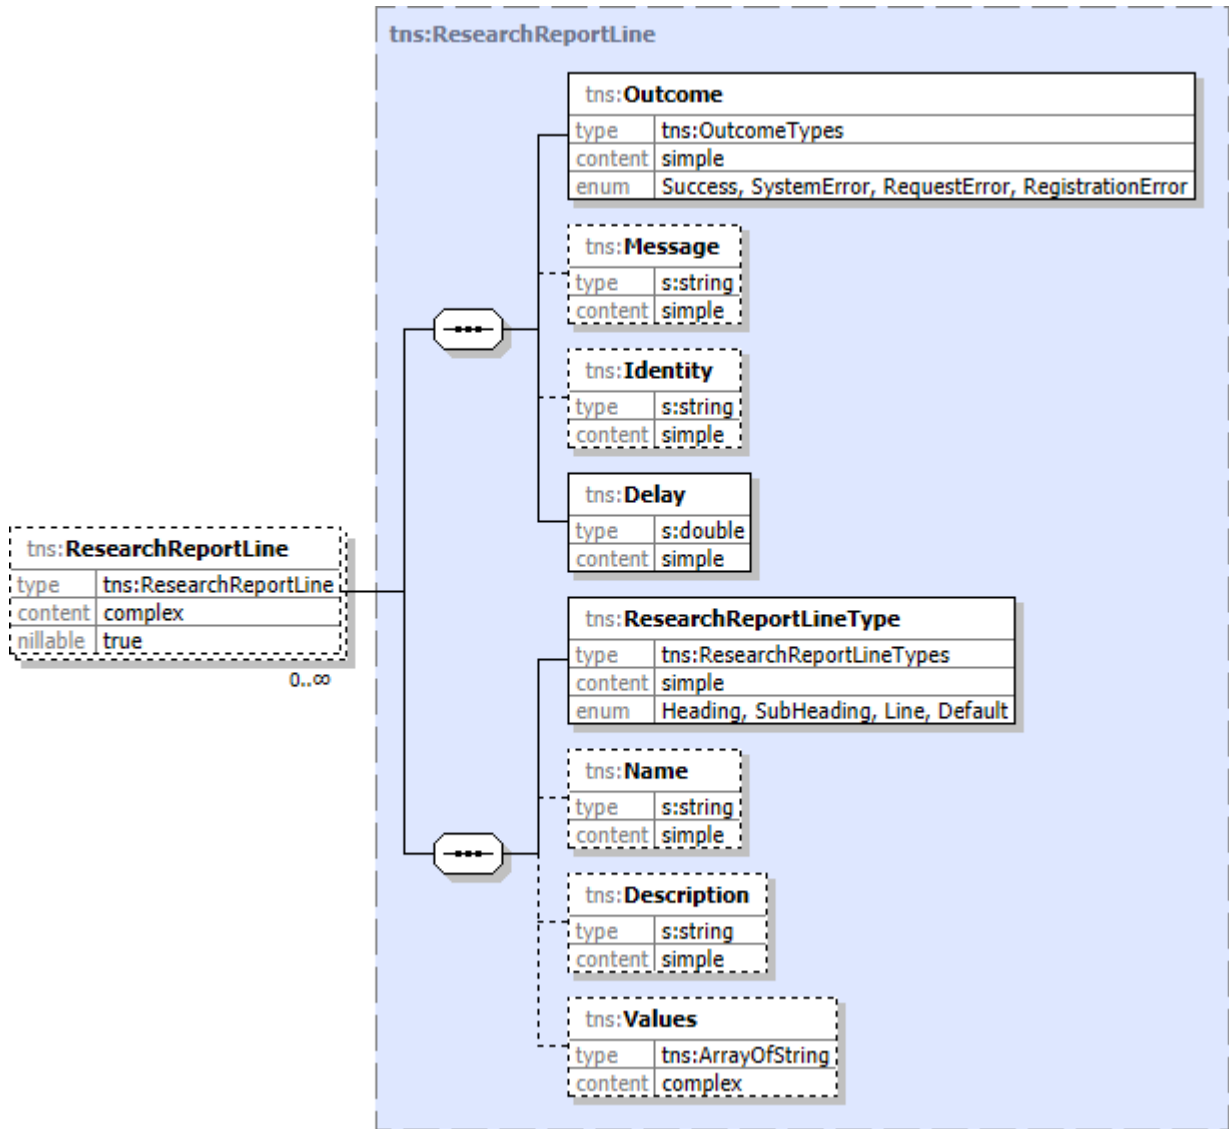 tns:ResearchReportLine
tns:Outcome
type tns:OutcomeTypes
content simple
enum Success, SystemError, RequestError, RegistrationError
tns:Message
type s:string
content simple
tns:Identity
type s:string
content simple
tns:Delay
type s:double
content simple
tns:ResearchReportLine
type tns:ResearchReportLine
content complex
nillable true
0..∞
tns:ResearchReportLineType
type tns:ResearchReportLineTypes
content simple
enum Heading, SubHeading, Line, Default
tns:Name
type s:string
content simple
tns:Description
type s:string
content simple
tns:Values
type tns:ArrayOfString
content complex